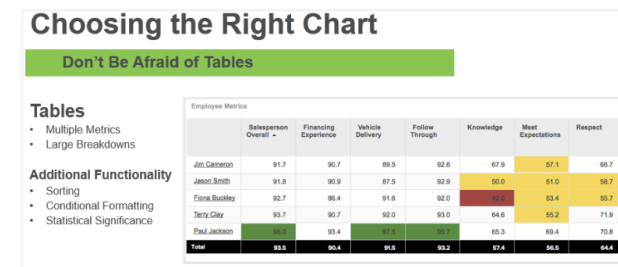 Choosing the Right Chart
Don't Be Afraid of Tables
Tables
• Multiple Metrics
• Large Breakdowns
Additional Functionality
• Sorting
• Conditional Formatting
• Statistical Significance
Employee Metrics
Salesperson Overall Financing Experience Vehicle Delivery Follow Through Knowledge Meet Expectations Respect
Jim Cameron 91.7 90.7 89.5 92.6 67.9 57.1 66.7
Jason Smith 91.8 90.9 87.5 92.9 50.0 51.0 58.7
Fiona Buckley 92.7 86.4 91.6 92.0 53.4 55.7
Terry Clay 93.7 90.7 92.0 93.0 64.6 55.2 71.9
Paul Jackson 98.0 93.4 97.5 95.7 65.3 69.4 70.8
Total 93.5 90.4 91.5 93.2 57.4 56.5 64.4